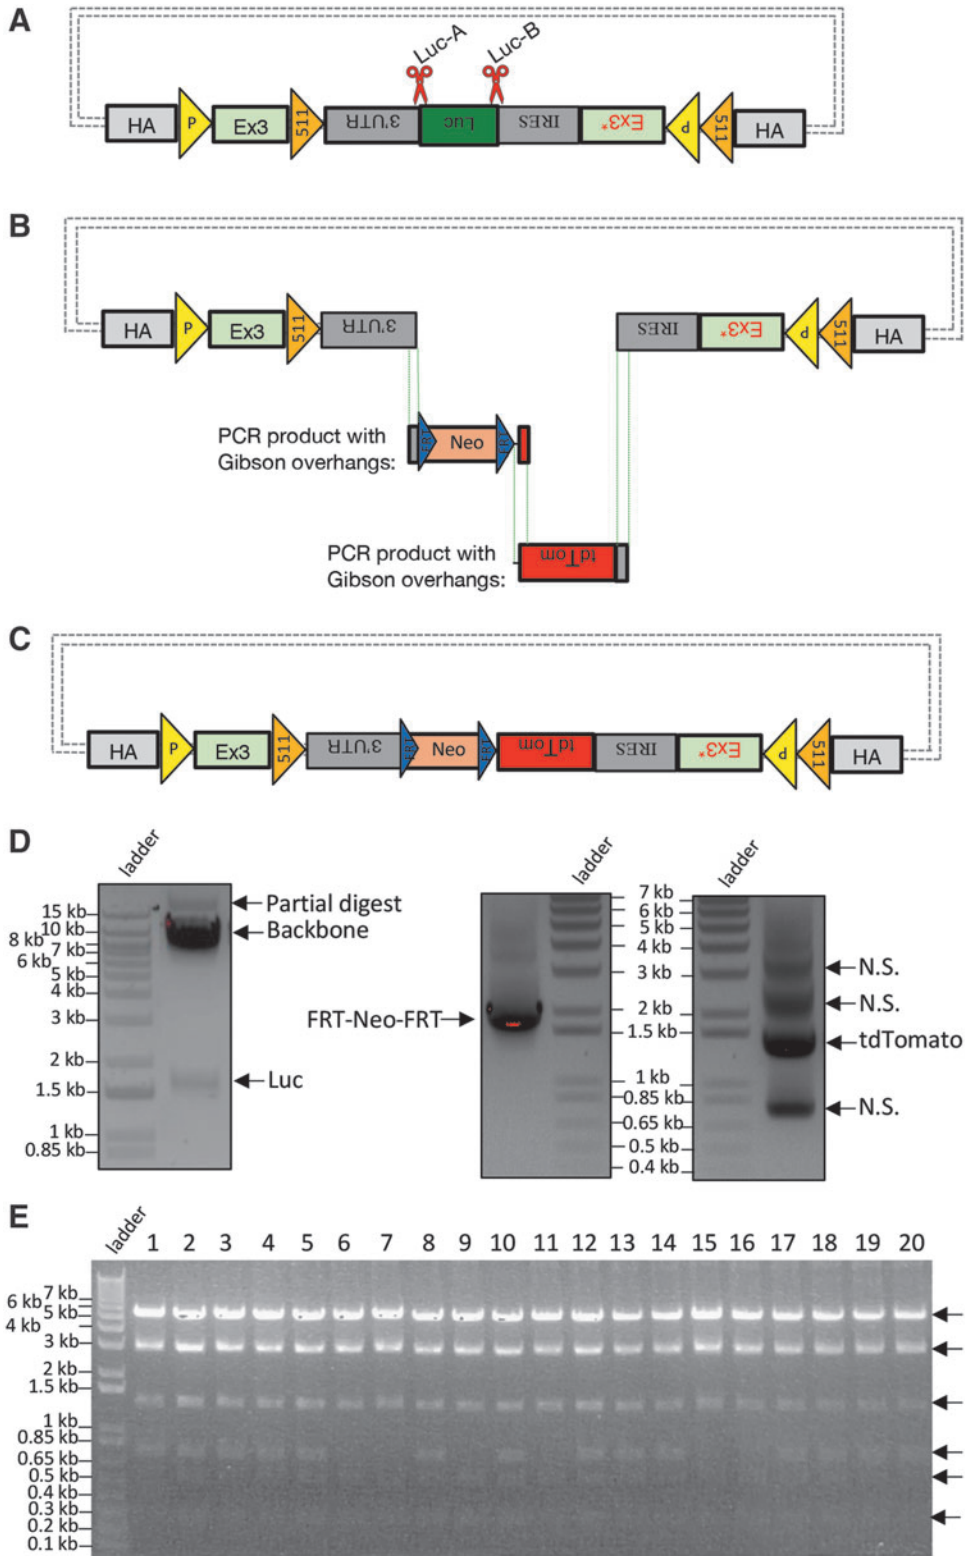 A
Luc-A
Luc-B
HA
P
Ex3
511
3'UTR
Luc
IRES
Ex3*
P
511
HA
B
HA
P
Ex3
511
3'UTR
IRES
Ex3*
P
511
HA
PCR product with
Gibson overhangs:
FRT
Neo
FRT
PCR product with
Gibson overhangs:
tdTom
C
HA
P
Ex3
511
3'UTR
FRT
Neo
FRT
tdTom
IRES
Ex3*
P
511
HA
D
ladder
15 kb
10 kb
8 kb
7 kb
6 kb
5 kb
4 kb
3 kb
2 kb
1.5 kb
1 kb
0.85 kb
Partial digest
Backbone
Luc
FRT-Neo-FRT
ladder
7 kb
6 kb
5 kb
4 kb
3 kb
2 kb
1.5 kb
1 kb
0.85 kb
0.65 kb
0.5 kb
0.4 kb
ladder
N.S.
N.S.
tdTomato
N.S.
E
ladder
1 2 3 4 5 6 7 8 9 10 11 12 13 14 15 16 17 18 19 20
7 kb
6 kb
5 kb
4 kb
3 kb
2 kb
1.5 kb
1 kb
0.85 kb
0.65 kb
0.5 kb
0.4 kb
0.3 kb
0.2 kb
0.1 kb